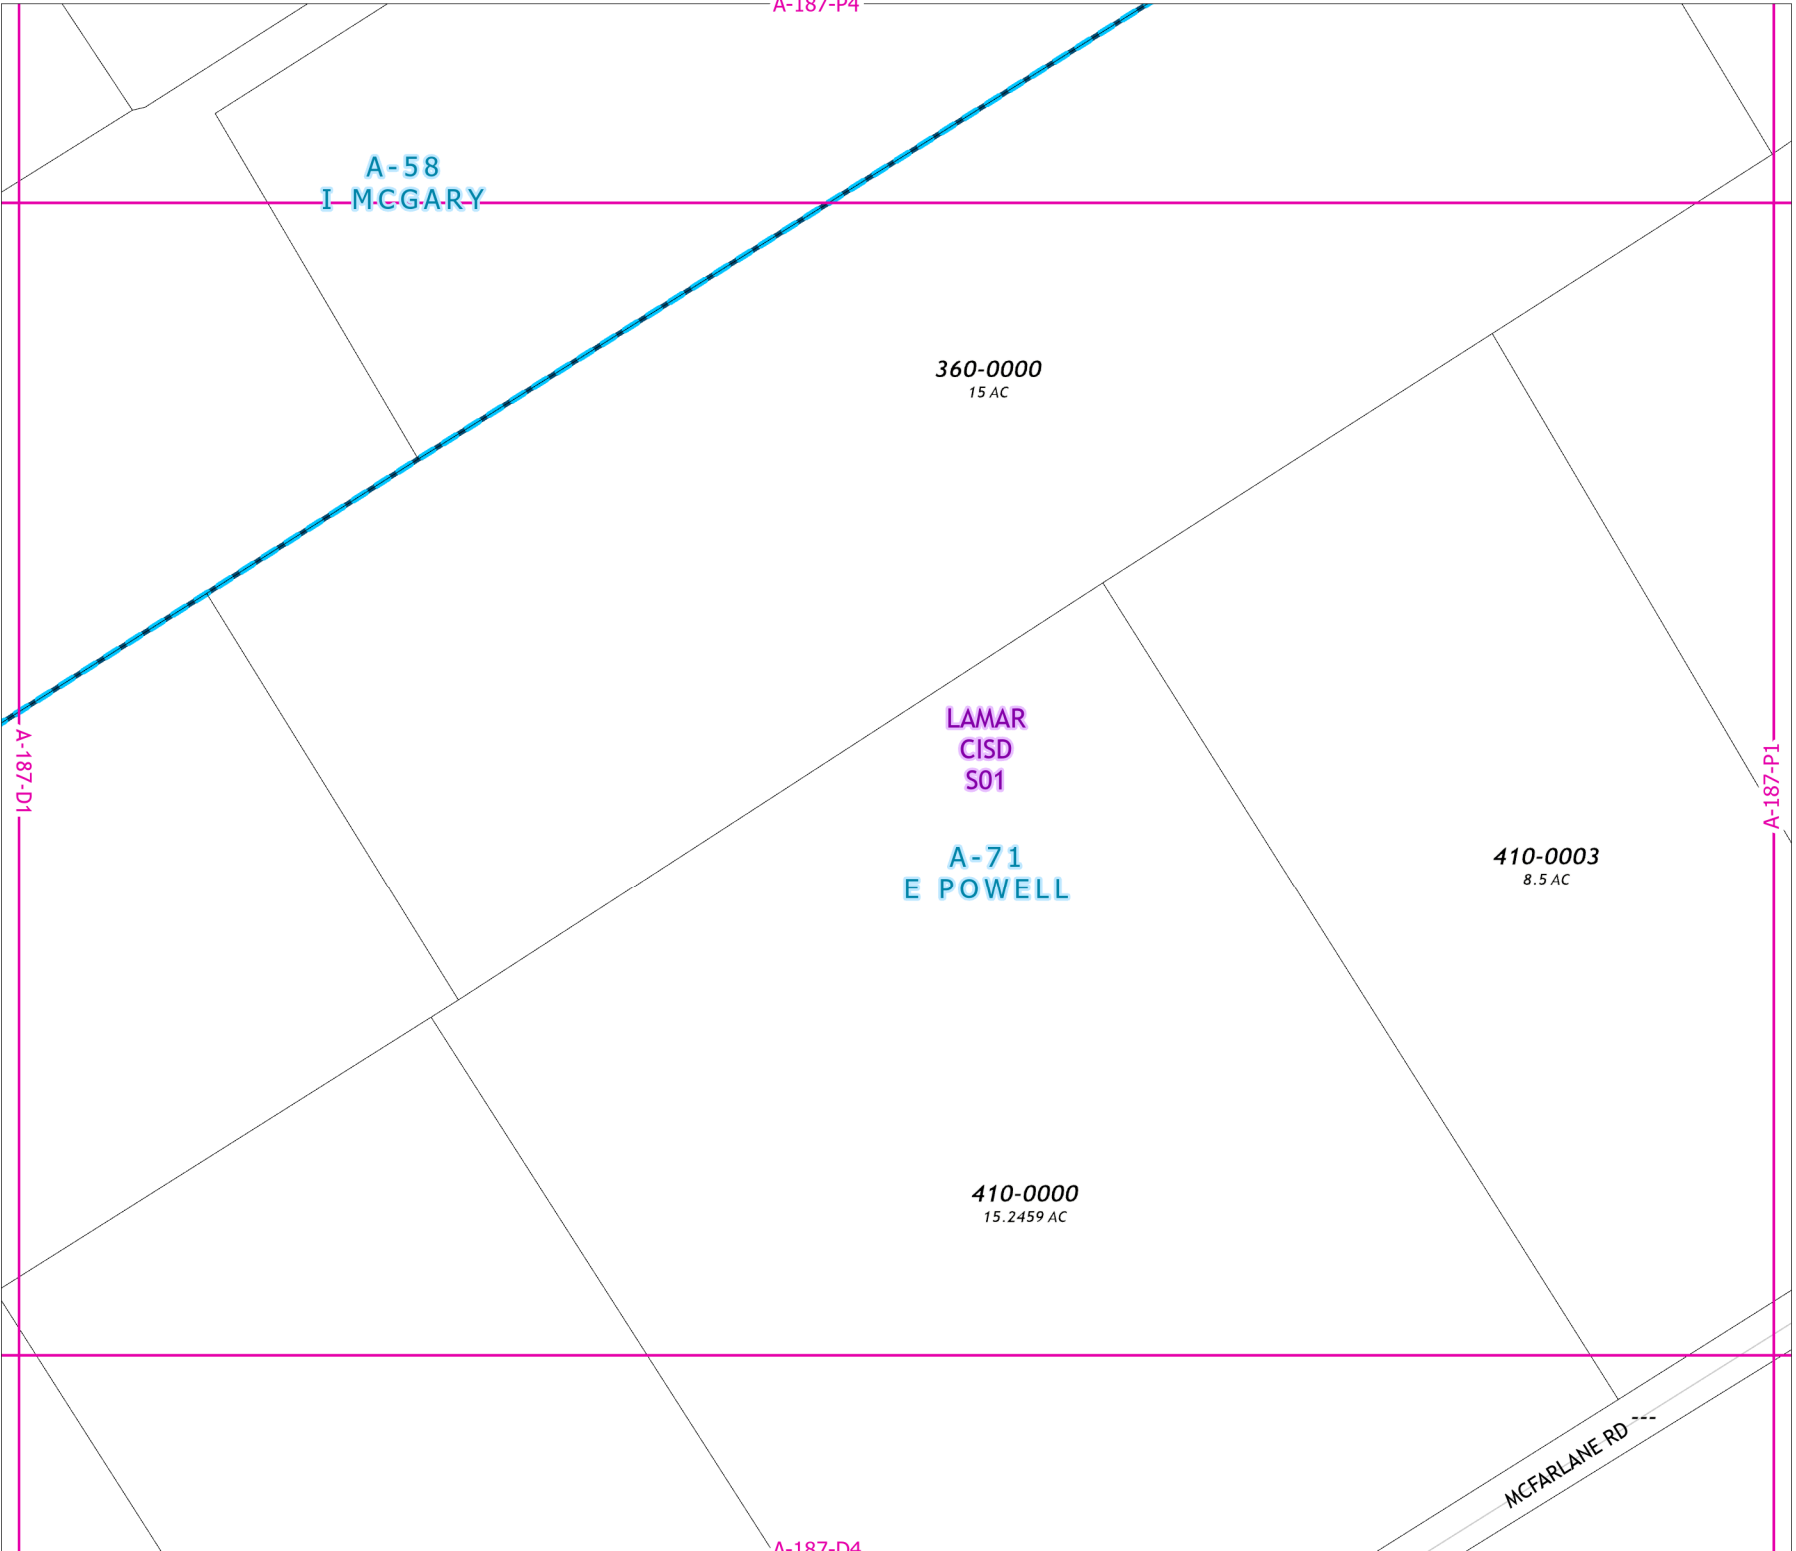 A-187-P4
A-58
I MCGARY
360-0000
15 AC
LAMAR
CISD
S01
A-187-D1
A-187-P1
A-71
E POWELL
410-0003
8.5 AC
410-0000
15.2459 AC
MCFARLANE RD ---
A-187-D4